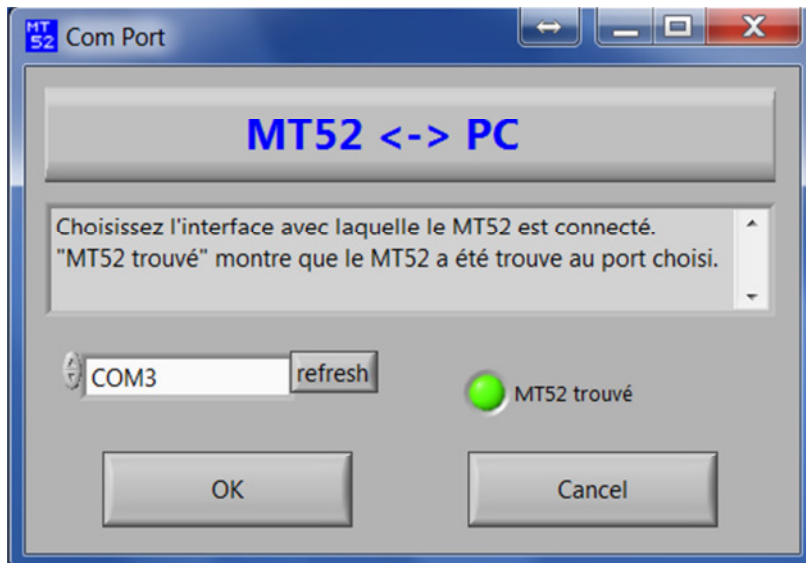 MT
52
Com Port
MT52 <-> PC
Choisissez l'interface avec laquelle le MT52 est connecté.
"MT52 trouvé" montre que le MT52 a été trouve au port choisi.
COM3
refresh
MT52 trouvé
OK
Cancel